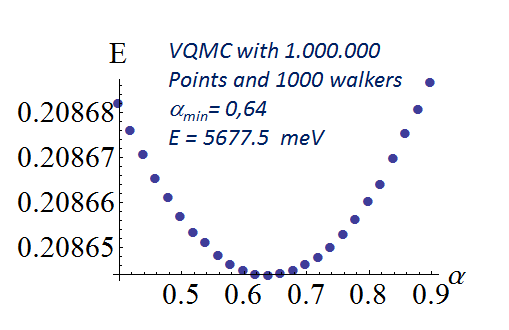 E
VQMC with 1.000.000
Points and 1000 walkers
αmin= 0,64
E = 5677.5 meV
0.20868
0.20867
0.20866
0.20865
0.5 0.6 0.7 0.8 0.9 α